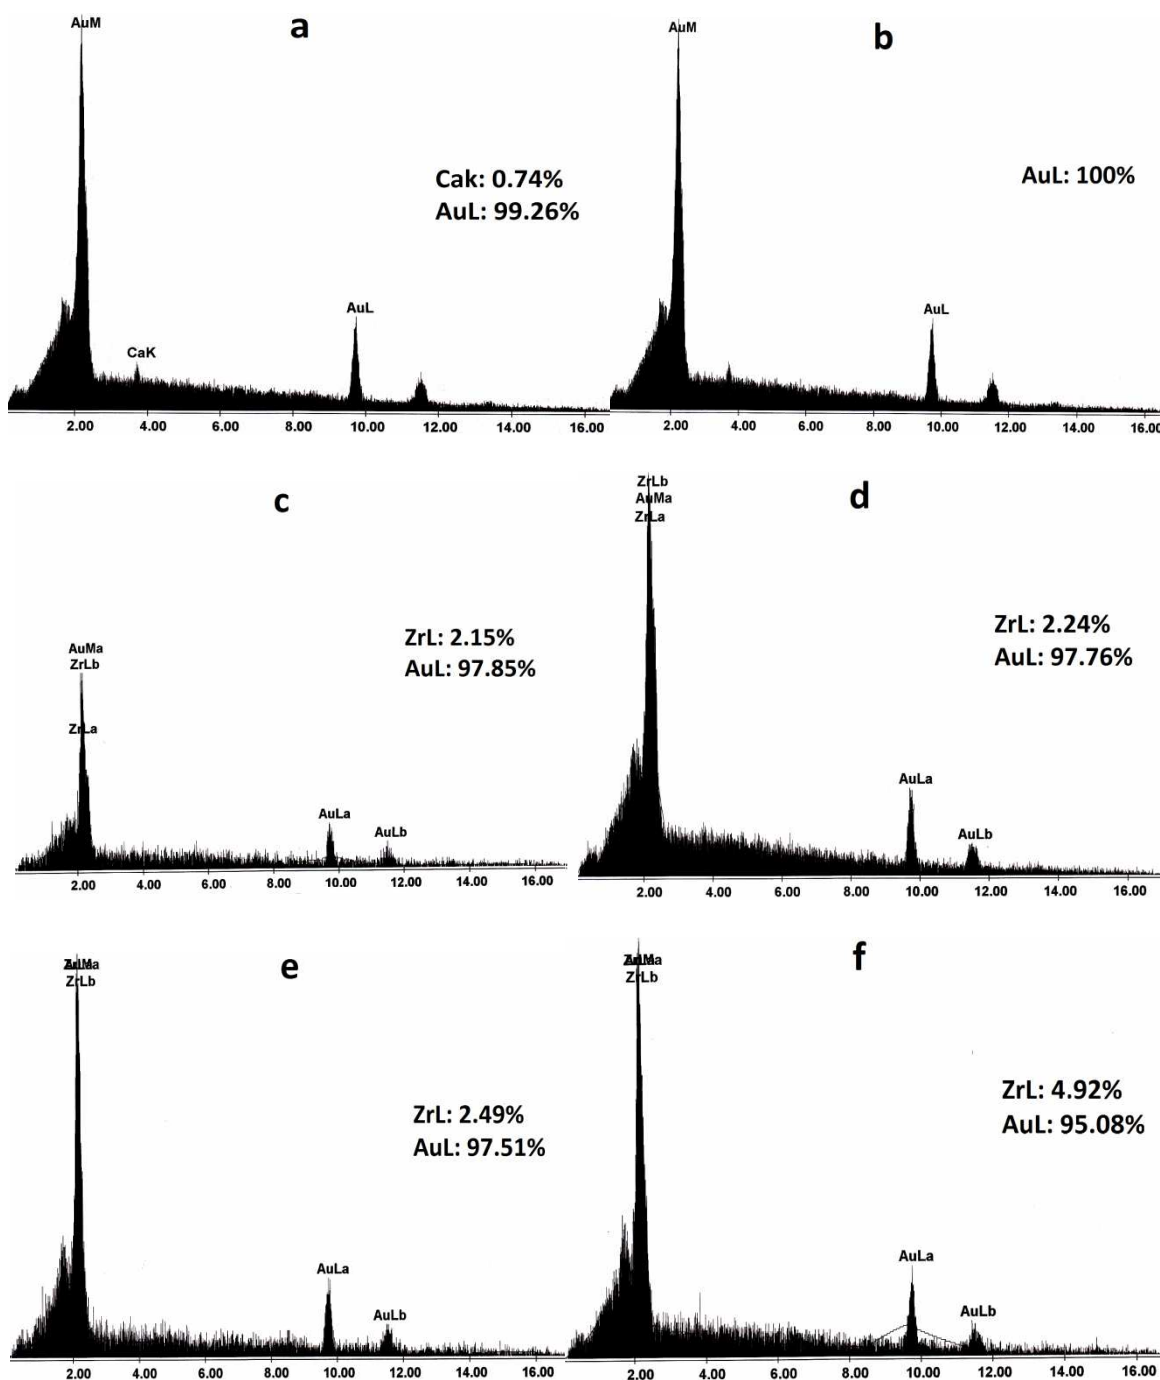 a
AuM
Cak: 0.74%
AuL: 99.26%
AuL
CaK
2.00 4.00 6.00 8.00 10.00 12.00 14.00 16.00
b
AuM
AuL: 100%
AuL
2.00 4.00 6.00 8.00 10.00 12.00 14.00 16.00
c
ZrL: 2.15%
AuL: 97.85%
AuMa
ZrLb
ZrLa
AuLa
AuLb
2.00 4.00 6.00 8.00 10.00 12.00 14.00 16.00
d
ZrLb
AuMa
ZrLa
ZrL: 2.24%
AuL: 97.76%
AuLa
AuLb
2.00 4.00 6.00 8.00 10.00 12.00 14.00 16.00
e
ZrLb
ZrL: 2.49%
AuL: 97.51%
AuLa
AuLb
2.00 4.00 6.00 8.00 10.00 12.00 14.00 16.00
f
ZrLb
ZrL: 4.92%
AuL: 95.08%
AuLa
AuLb
2.00 4.00 6.00 8.00 10.00 12.00 14.00 16.00